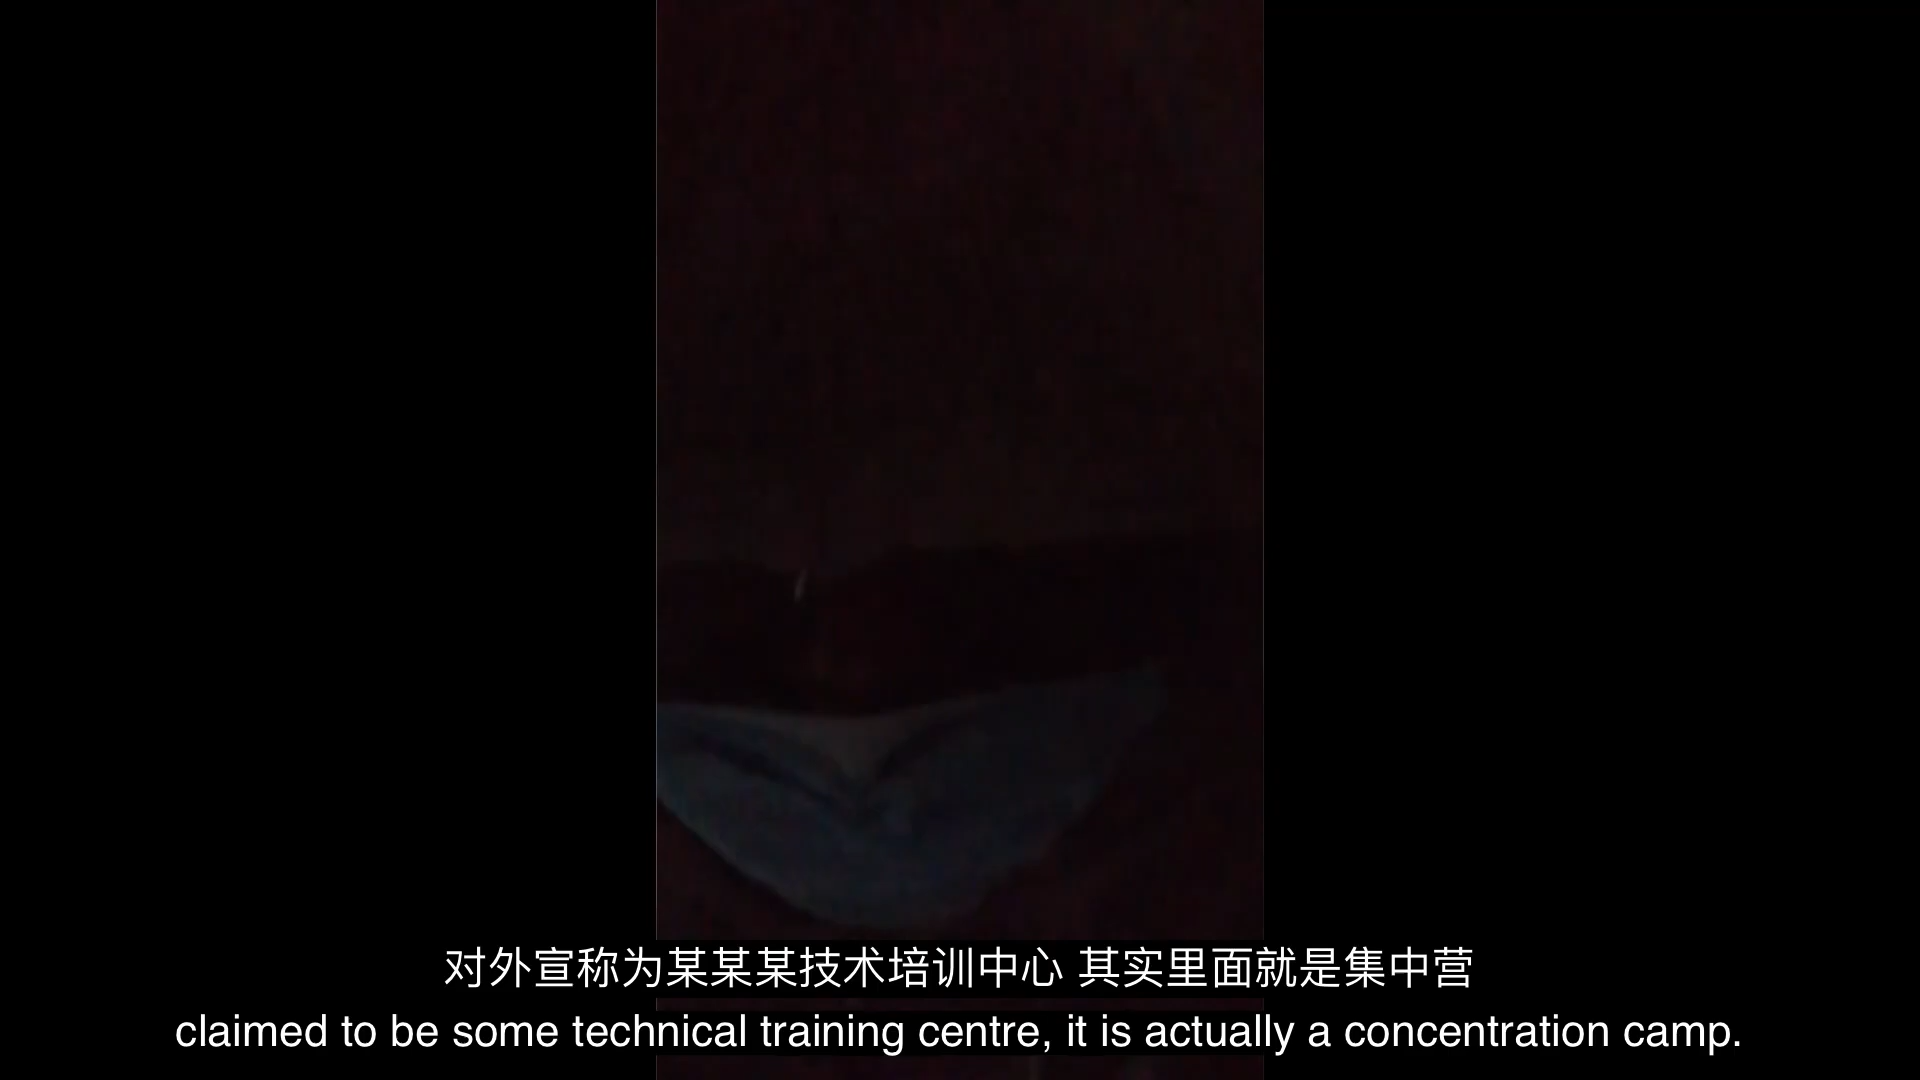 对外宣称为某某某技术培训中心 其实里面就是集中营
claimed to be some technical training centre, it is actually a concentration camp.